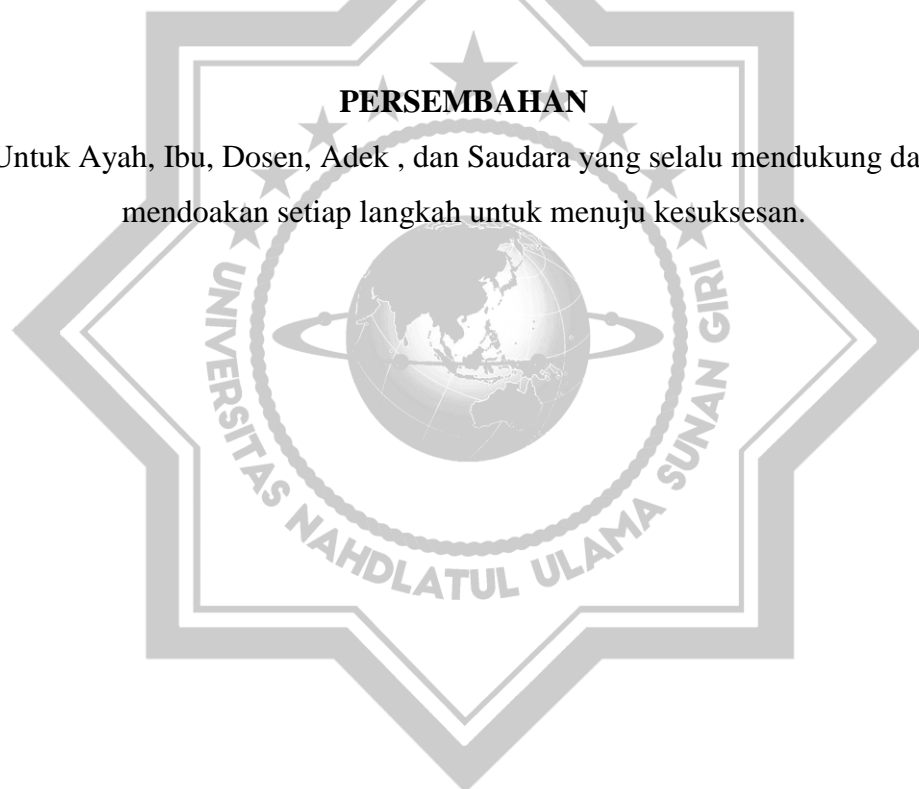 PERSEMBAHAN
Untuk Ayah, Ibu, Dosen, Adek , dan Saudara yang selalu mendukung da
mendoakan setiap langkah untuk menuju kesuksesan.
UNIVERSITAS NAHDLATUL ULAMA SUNAN GIRI